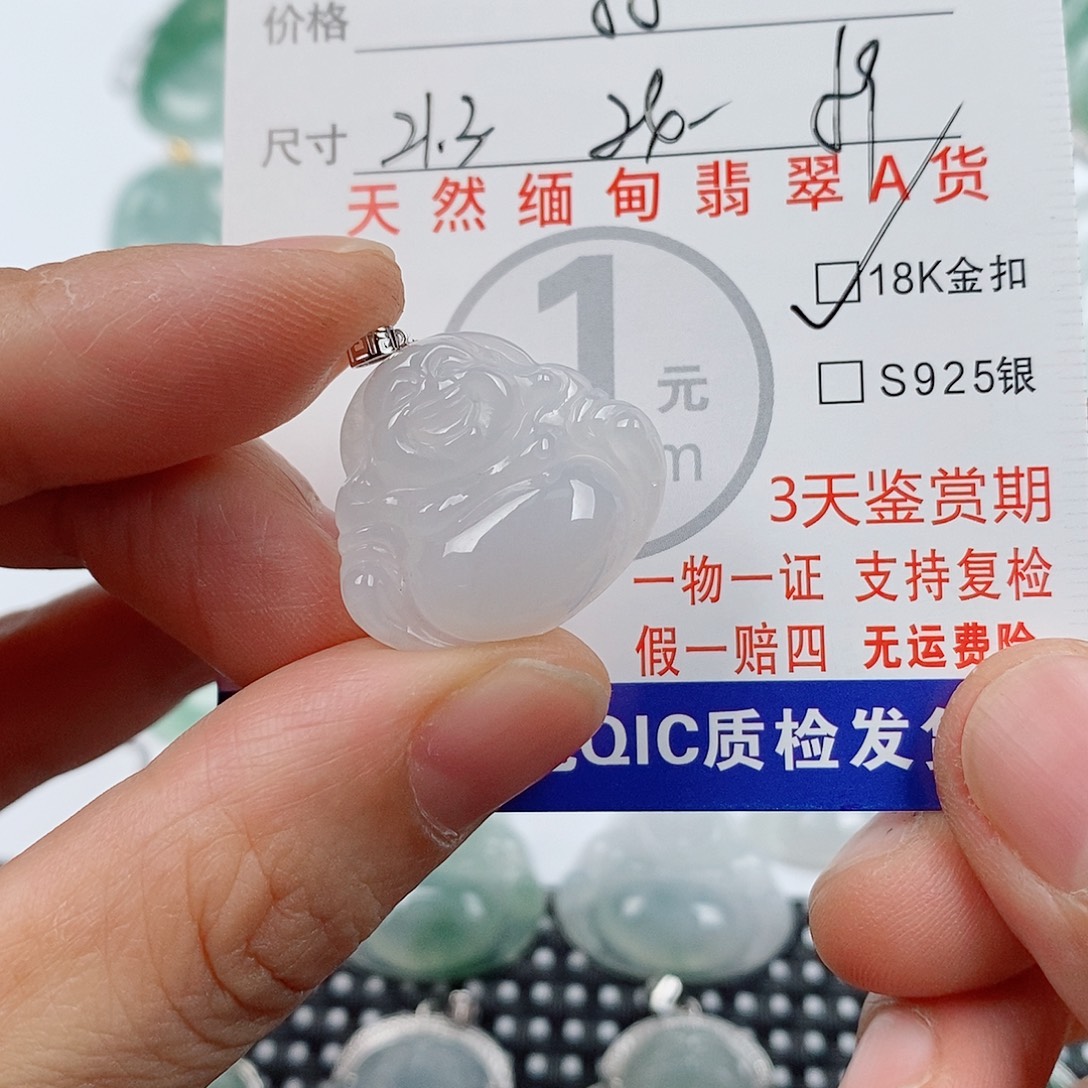 价格
尺寸 21.3 26 8.9
天然缅甸翡翠A货
1元
m
18K金扣
S925银
3天鉴赏期
一物一证 支持复检
假一赔四 无运费险
QIC质检发货